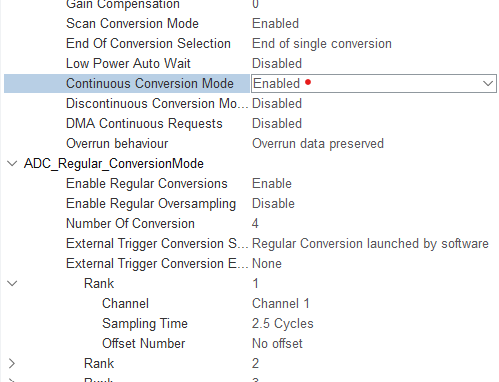 Gain Compensation 0
Scan Conversion Mode Enabled
End Of Conversion Selection End of single conversion
Low Power Auto Wait Disabled
Continuous Conversion Mode Enabled
Discontinuous Conversion Mo... Disabled
DMA Continuous Requests Disabled
Overrun behaviour Overrun data preserved
ADC_Regular_ConversionMode
Enable Regular Conversions Enable
Enable Regular Oversampling Disable
Number Of Conversion 4
External Trigger Conversion S... Regular Conversion launched by software
External Trigger Conversion E... None
Rank 1
Channel Channel 1
Sampling Time 2.5 Cycles
Offset Number No offset
Rank 2
Rank 3